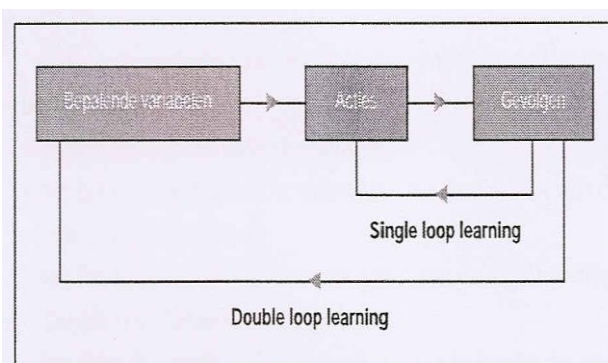 Bepalende variabelen
Acties
Gevolgen
Single loop learning
Double loop learning